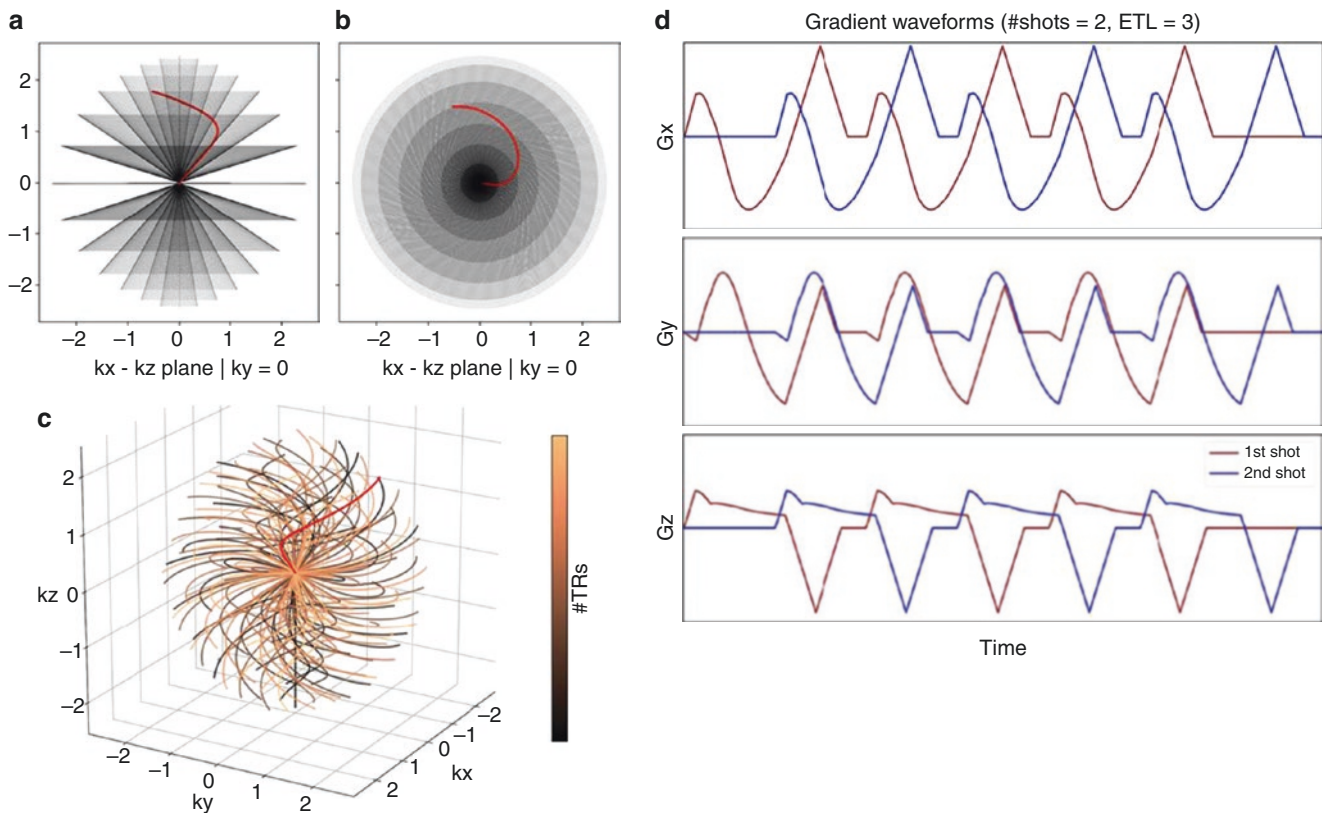 a
2
1
0
−1
−2
−2 −1 0 1 2
kx - kz plane | ky = 0
b
−2 −1 0 1 2
kx - kz plane | ky = 0
c
2
1
kz 0
−1
−2
−2
−1
0
1
2
ky
−2
−1
0
1
2
kx
#TRs
d
Gradient waveforms (#shots = 2, ETL = 3)
Gx
Gy
Gz
1st shot
2nd shot
Time